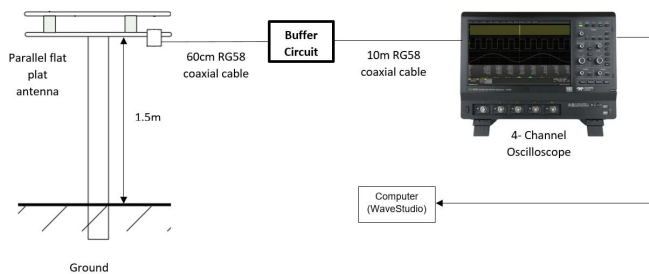 Parallel flat
plat
antenna
1.5m
Ground
60cm RG58
coaxial cable
Buffer
Circuit
10m RG58
coaxial cable
4- Channel
Oscilloscope
Computer
(WaveStudio)